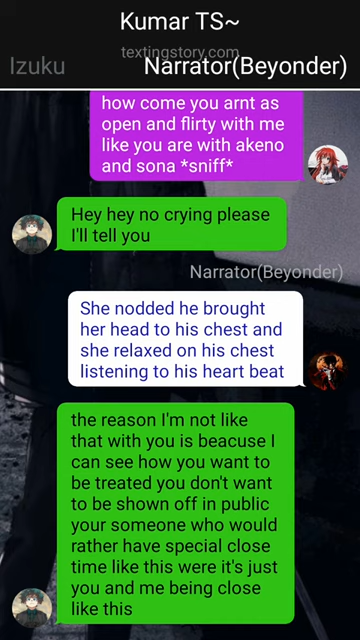 Kumar TS~
textingstory.com
Izuku
Narrator(Beyonder)
how come you arnt as
open and flirty with me
like you are with akeno
and sona *sniff*
Hey hey no crying please
I'll tell you
Narrator(Beyonder)
She nodded he brought
her head to his chest and
she relaxed on his chest
listening to his heart beat
the reason I'm not like
that with you is beacuse I
can see how you want to
be treated you don't want
to be shown off in public
your someone who would
rather have special close
time like this were it's just
you and me being close
like this